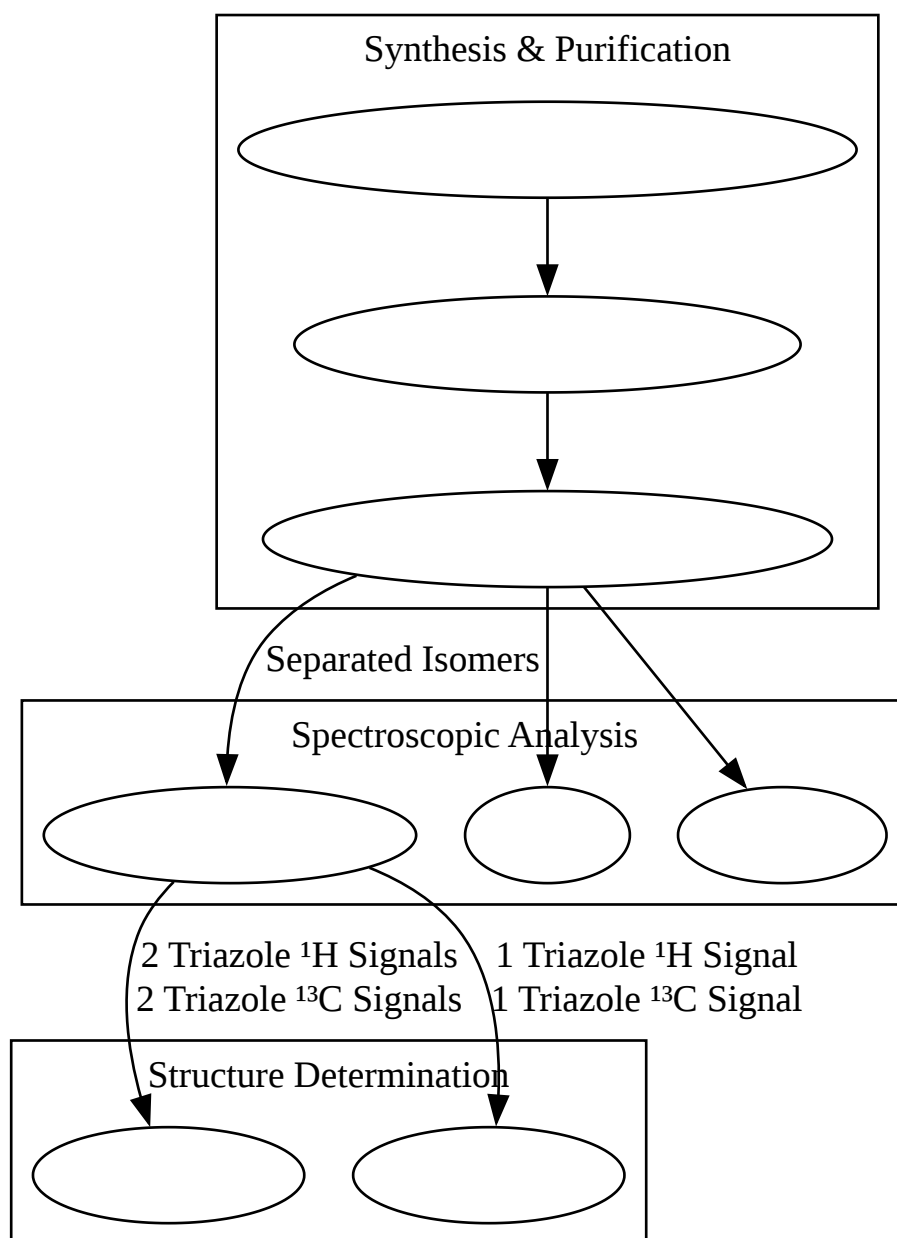 Synthesis & Purification
Separated Isomers
Spectroscopic Analysis
2 Triazole ¹H Signals
2 Triazole ¹³C Signals
1 Triazole ¹H Signal
1 Triazole ¹³C Signal
Structure Determination